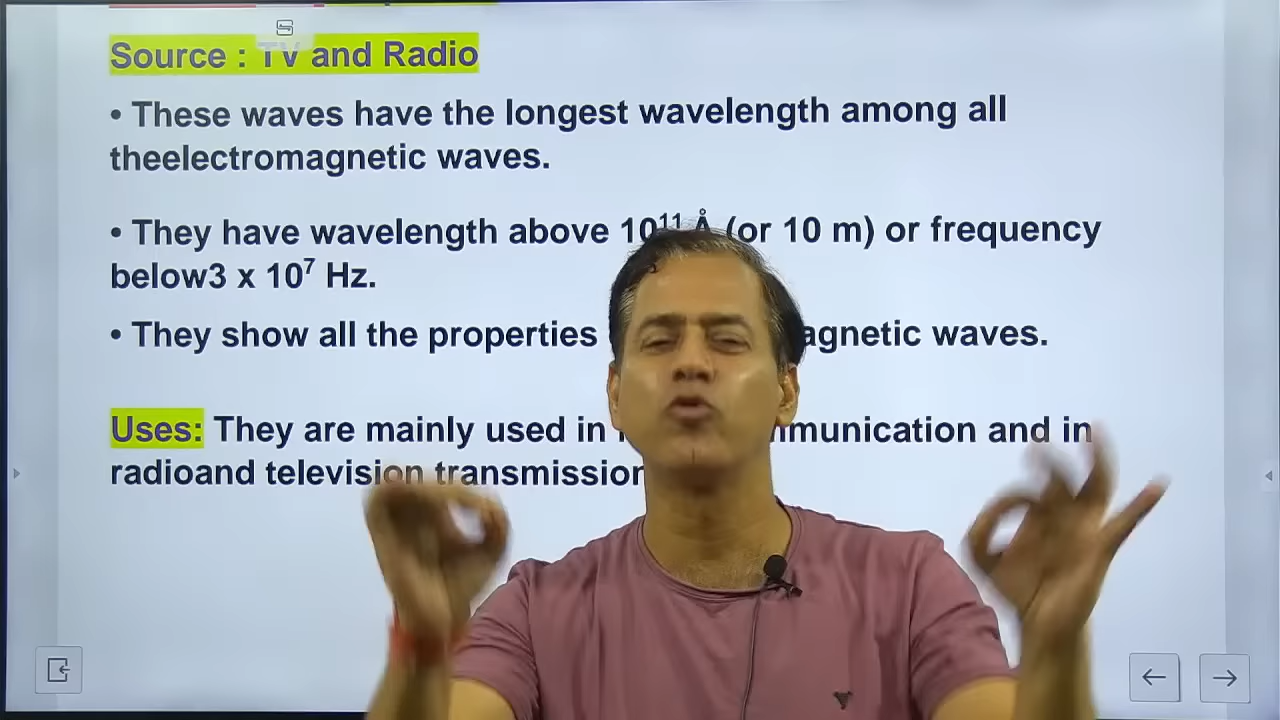 Source : TV and Radio
• These waves have the longest wavelength among all
theelectromagnetic waves.
• They have wavelength above 10¹¹ Å (or 10 m) or frequency
below3 x 10⁷ Hz.
• They show all the properties agnetic waves.
Uses: They are mainly used in mmunication and in
radioand television transmission